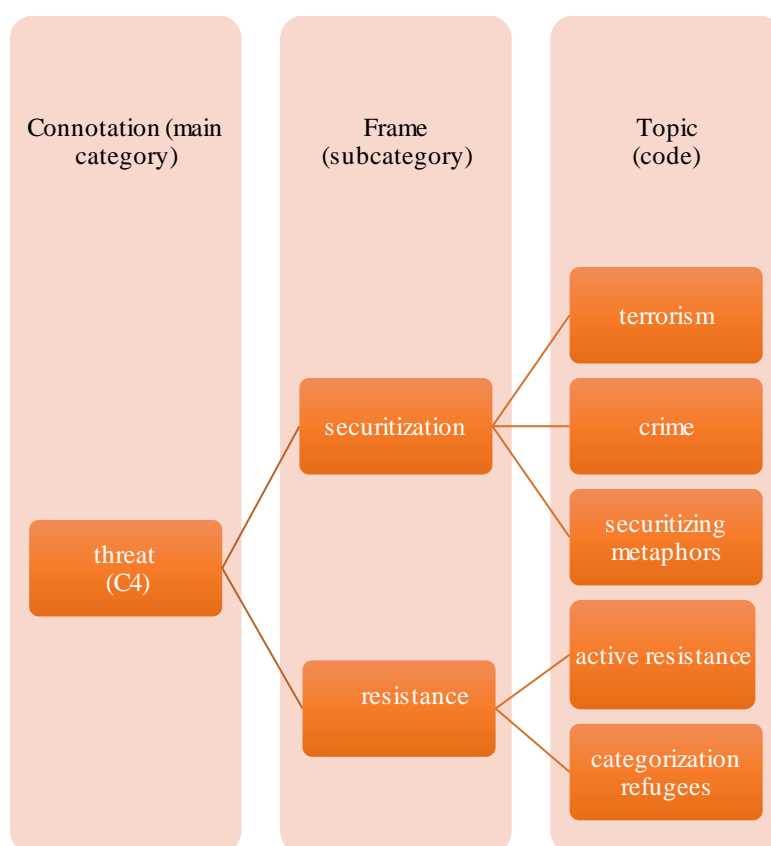 Connotation (main
category)
Frame
(subcategory)
Topic
(code)
terrorism
securitization
crime
securitizing
metaphors
threat
(C4)
active resistance
resistance
categorization
refugees